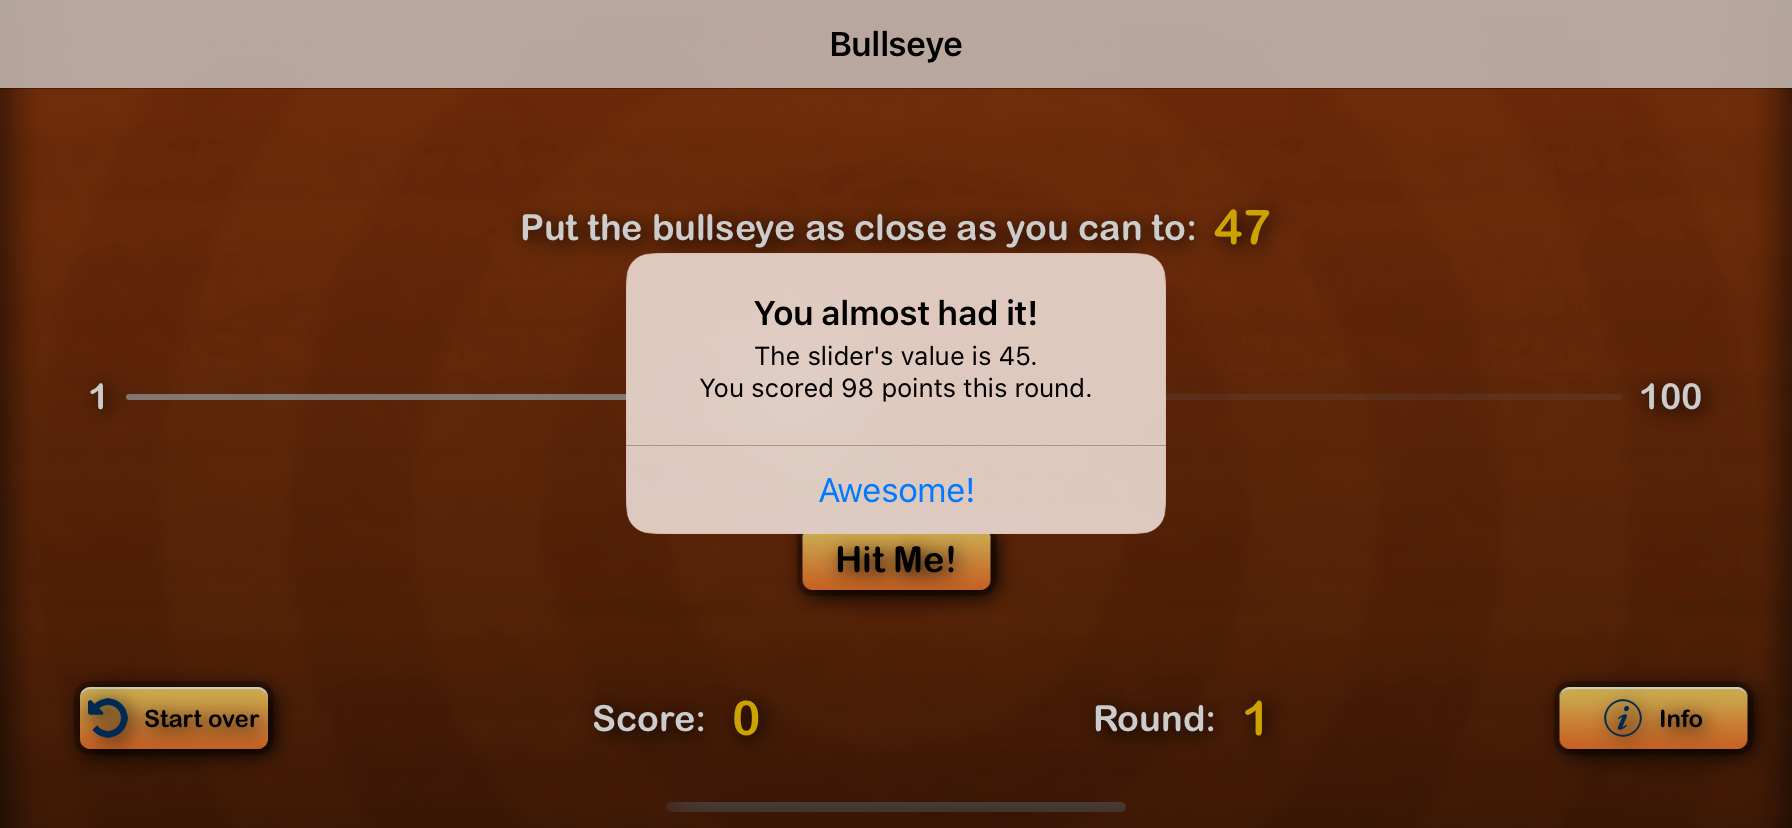 Bullseye
Put the bullseye as close as you can to: 47
You almost had it!
The slider's value is 45.
You scored 98 points this round.
1 100
Awesome!
Hit Me!
Start over Score: 0 Round: 1 Info